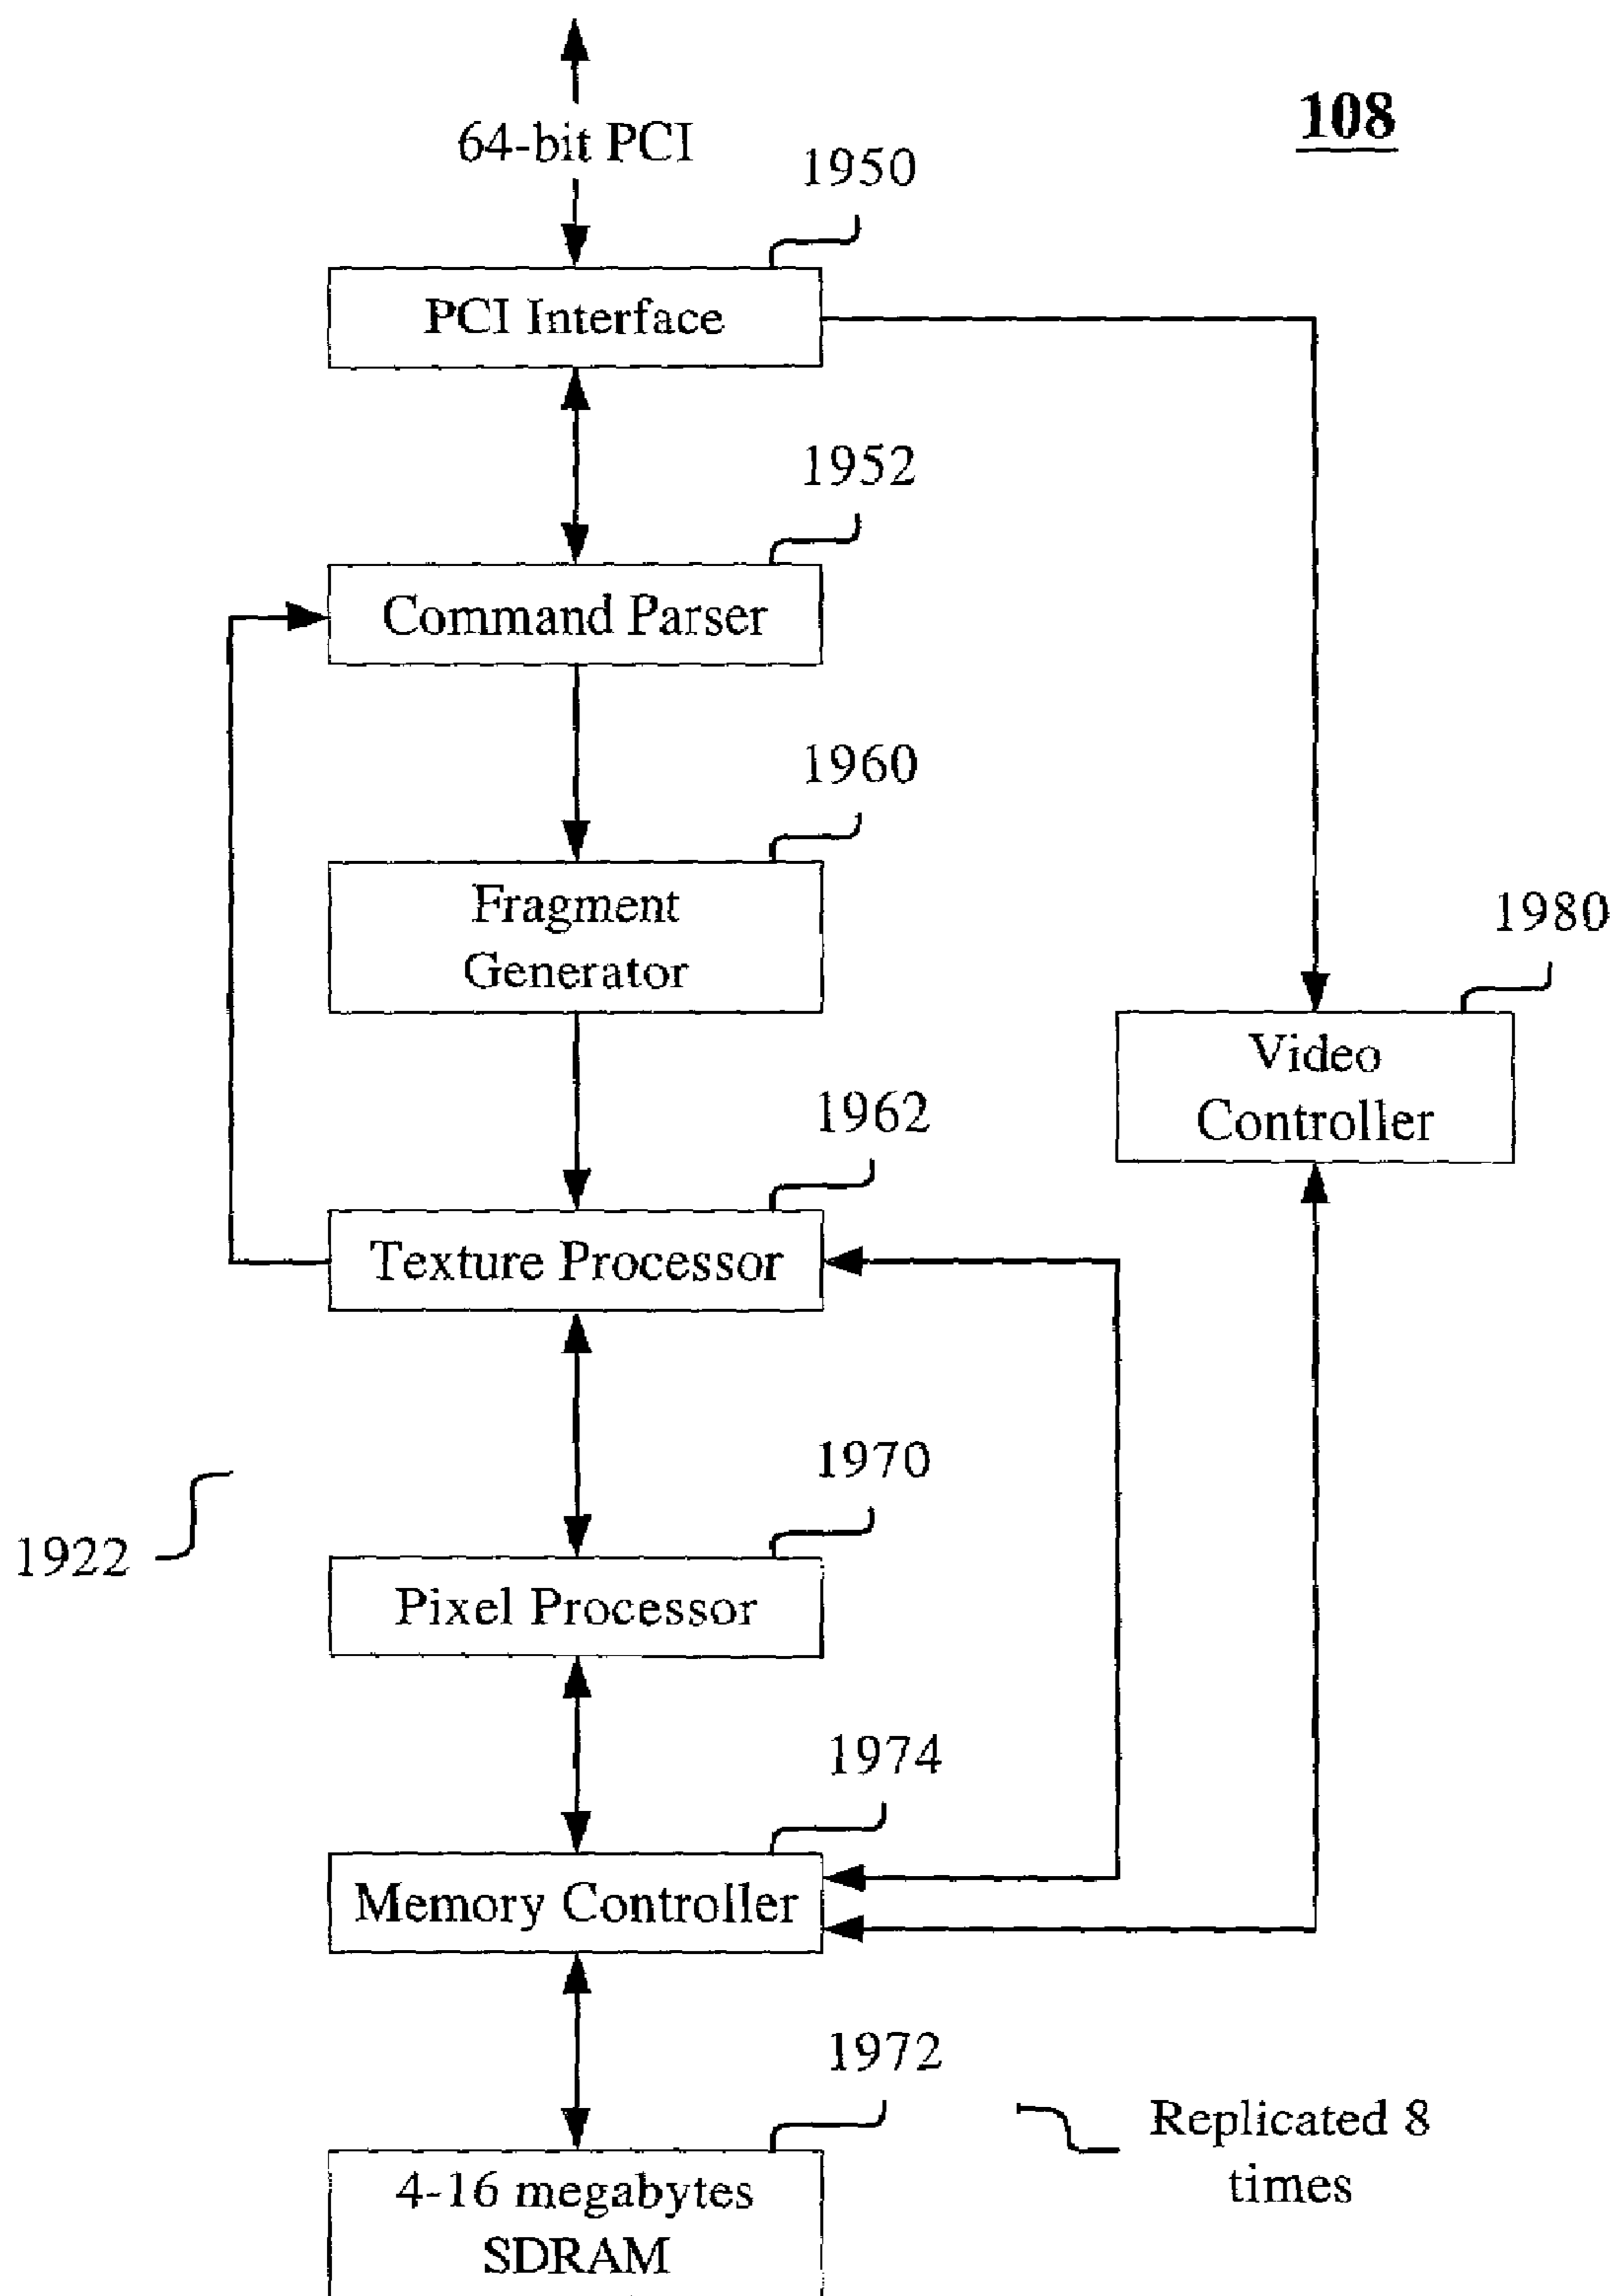 64-bit PCI
108
1950
PCI Interface
1952
Command Parser
1960
Fragment
Generator
1980
Video
Controller
1962
Texture Processor
1970
1922
Pixel Processor
1974
Memory Controller
1972
Replicated 8
times
4-16 megabytes
SDRAM